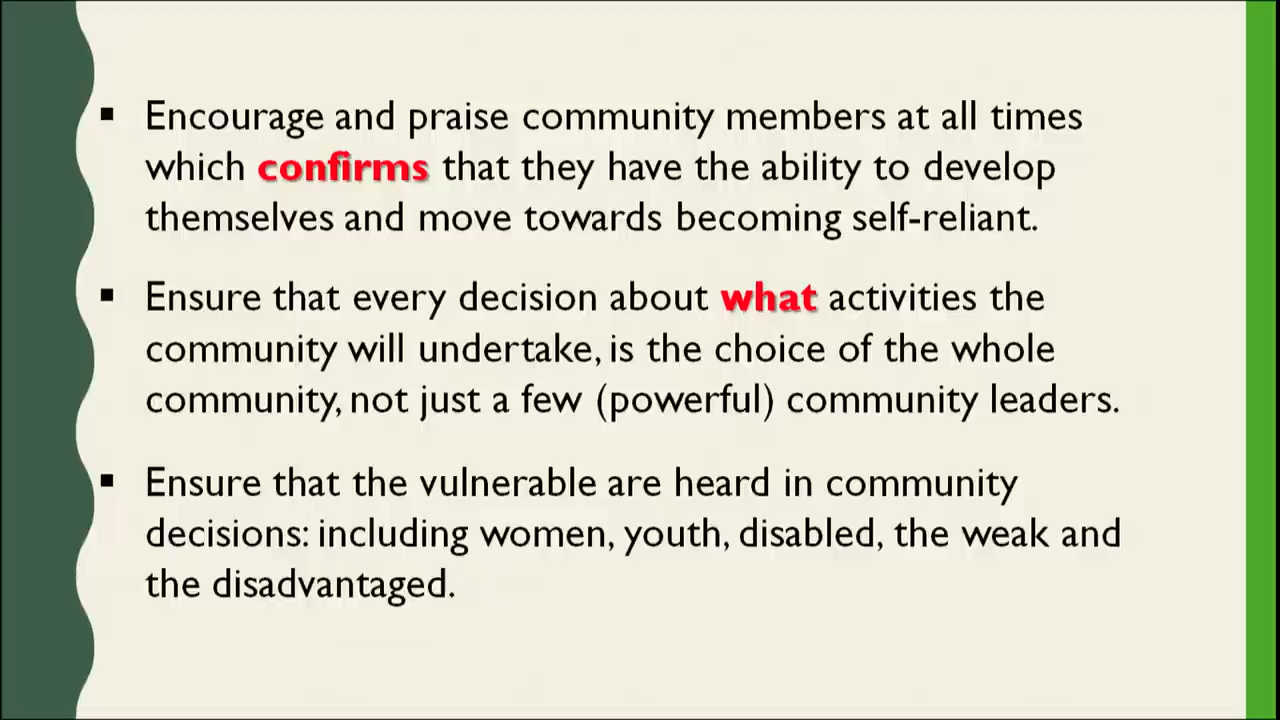 ▪ Encourage and praise community members at all times
which confirms that they have the ability to develop
themselves and move towards becoming self-reliant.
▪ Ensure that every decision about what activities the
community will undertake, is the choice of the whole
community, not just a few (powerful) community leaders.
▪ Ensure that the vulnerable are heard in community
decisions: including women, youth, disabled, the weak and
the disadvantaged.